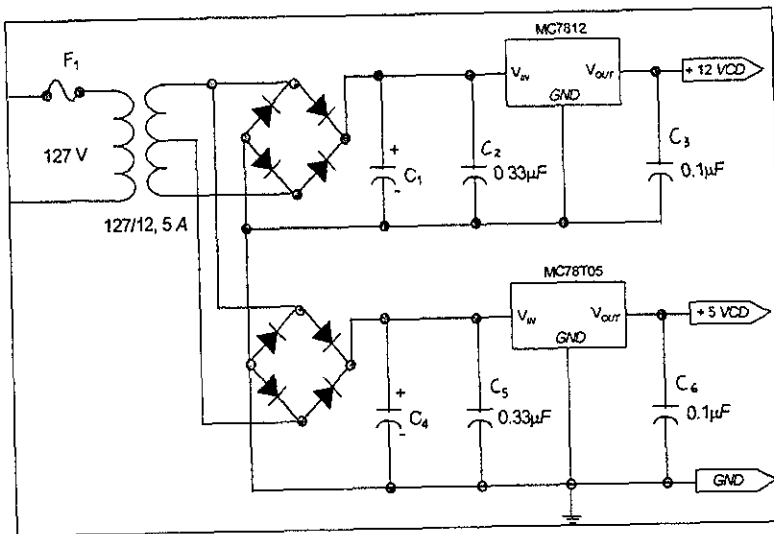 F1
127 V
127/12, 5 A
MC7812
VIN
VOUT
GND
+ 12 VCD
+
C1
-
C2
0.33µF
C3
0.1µF
MC78T05
VIN
VOUT
GND
+ 5 VCD
+
C4
-
C5
0.33µF
C6
0.1µF
GND